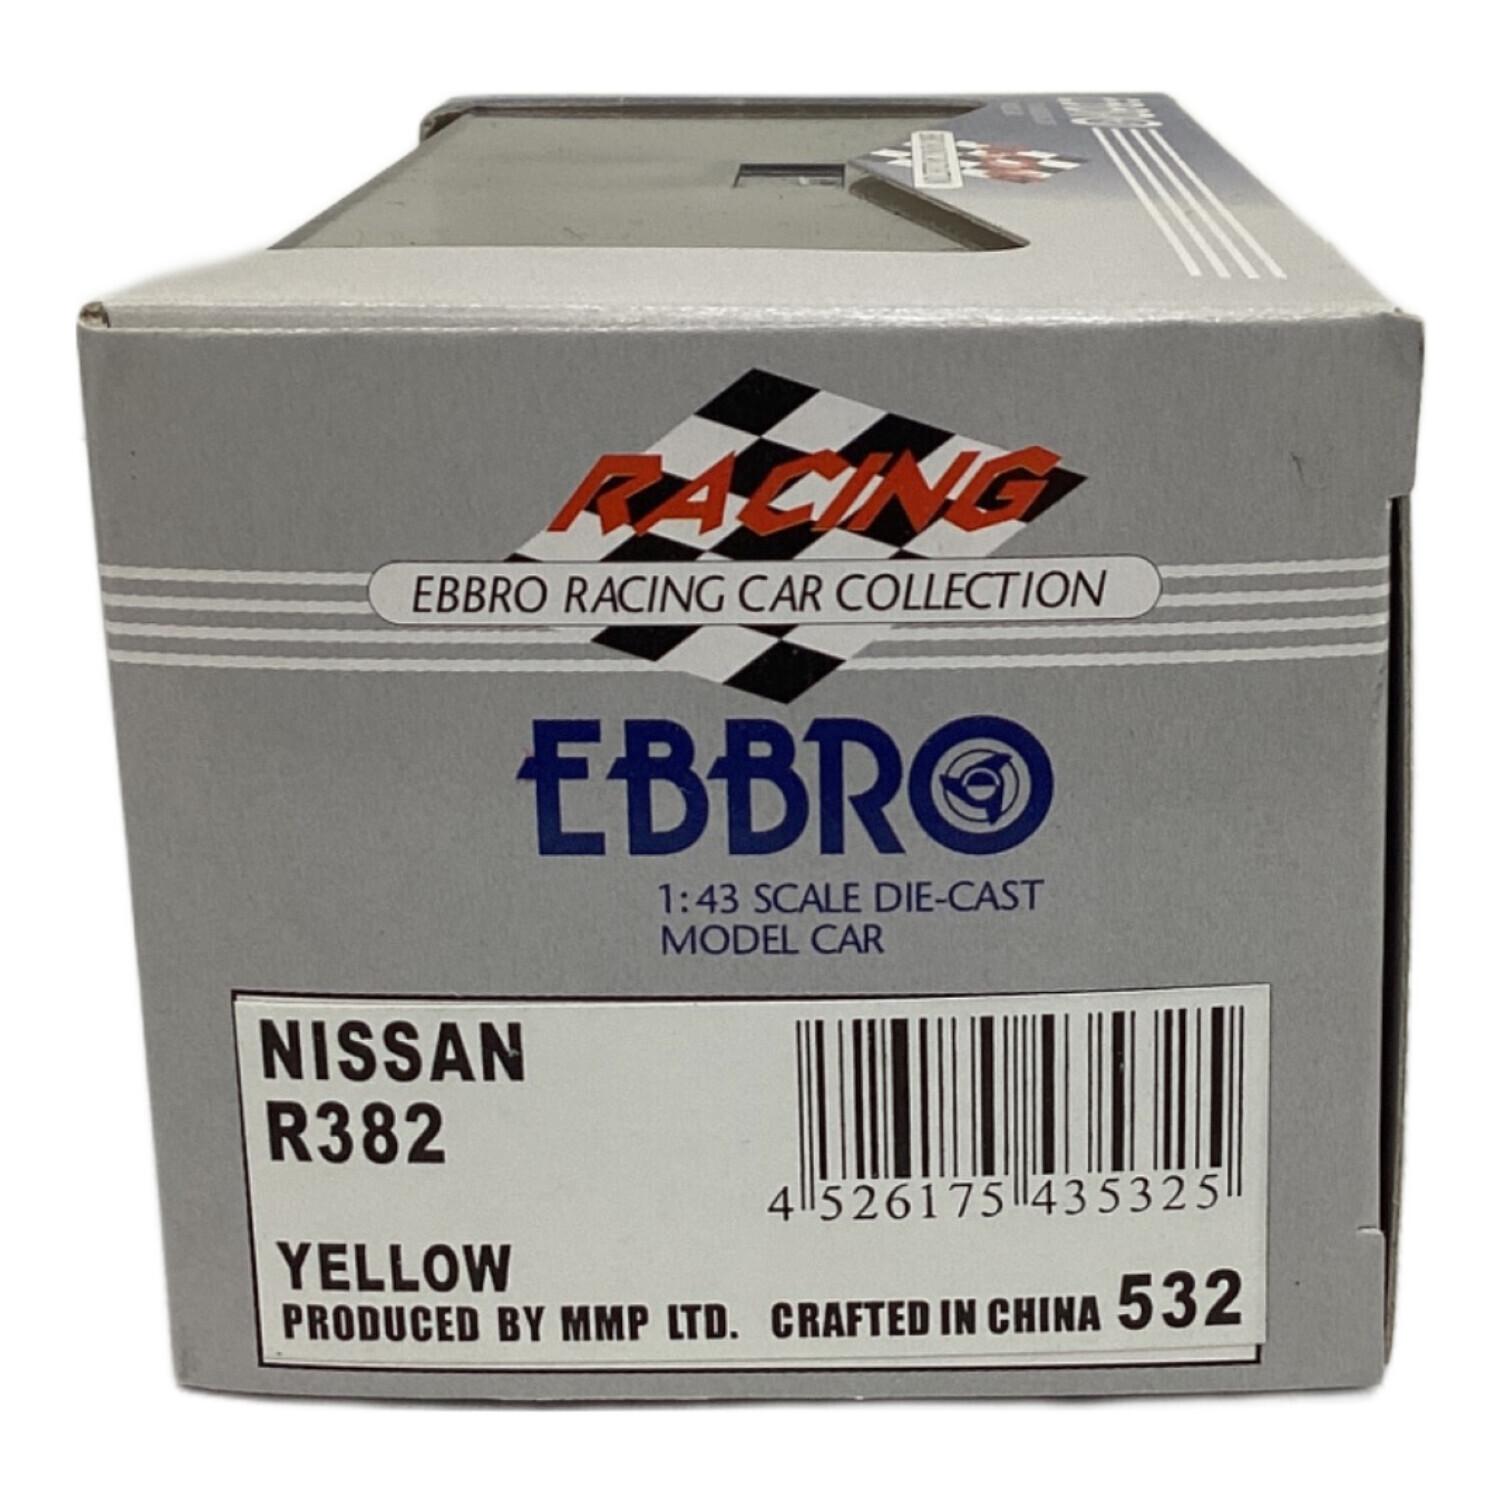 RACING
EBBRO RACING CAR COLLECTION
EBBRO
1:43 SCALE DIE-CAST
MODEL CAR
NISSAN
R382
4 526175 435325
YELLOW
PRODUCED BY MMP LTD. CRAFTED IN CHINA 532